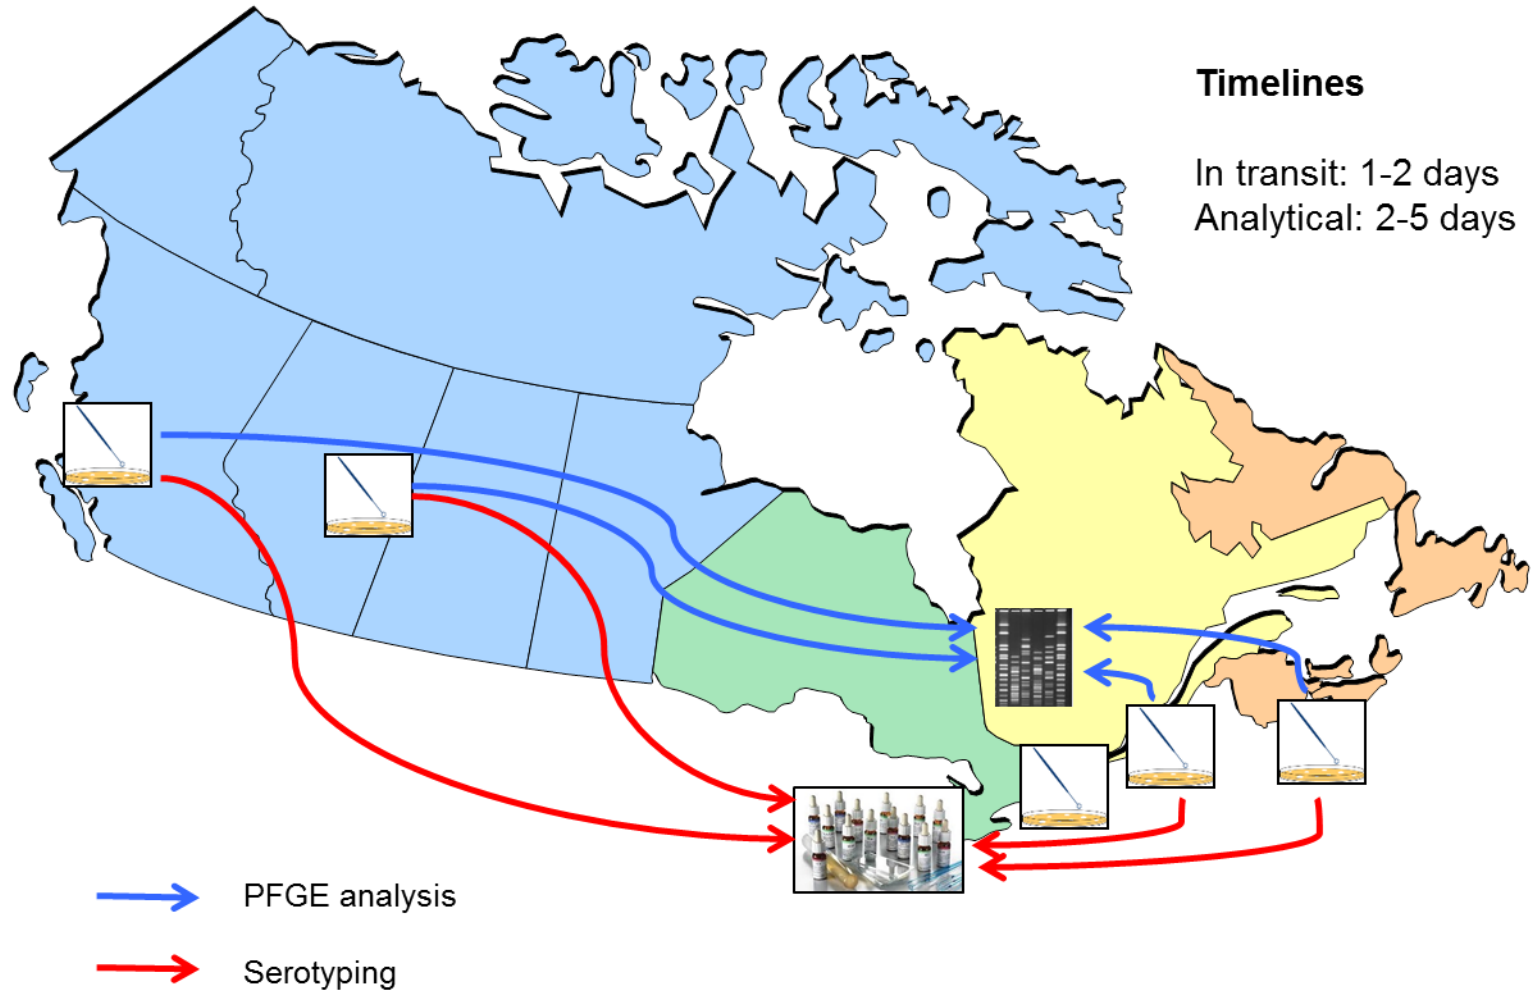 Timelines
In transit: 1-2 days
Analytical: 2-5 days
PFGE analysis
Serotyping